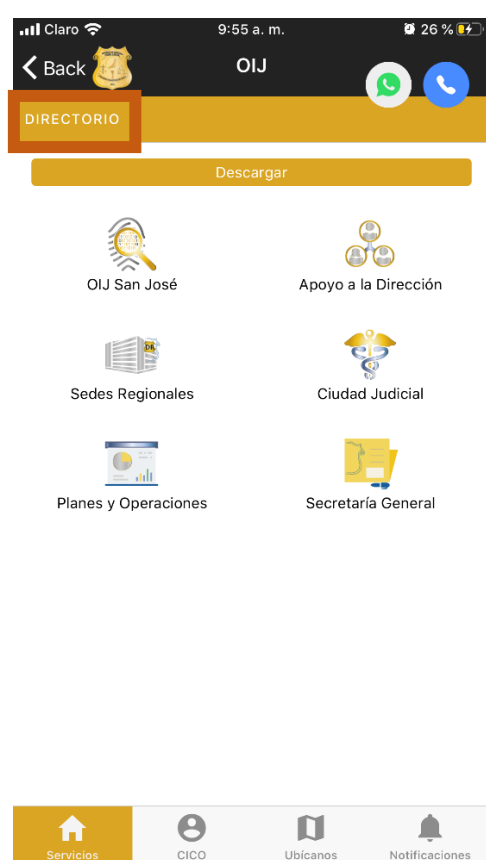 Claro 9:55 a. m. 26 %
Back OIJ
DIRECTORIO
Descargar
OIJ San José Apoyo a la Dirección
Sedes Regionales Ciudad Judicial
Planes y Operaciones Secretaría General
Servicios CICO Ubícanos Notificaciones